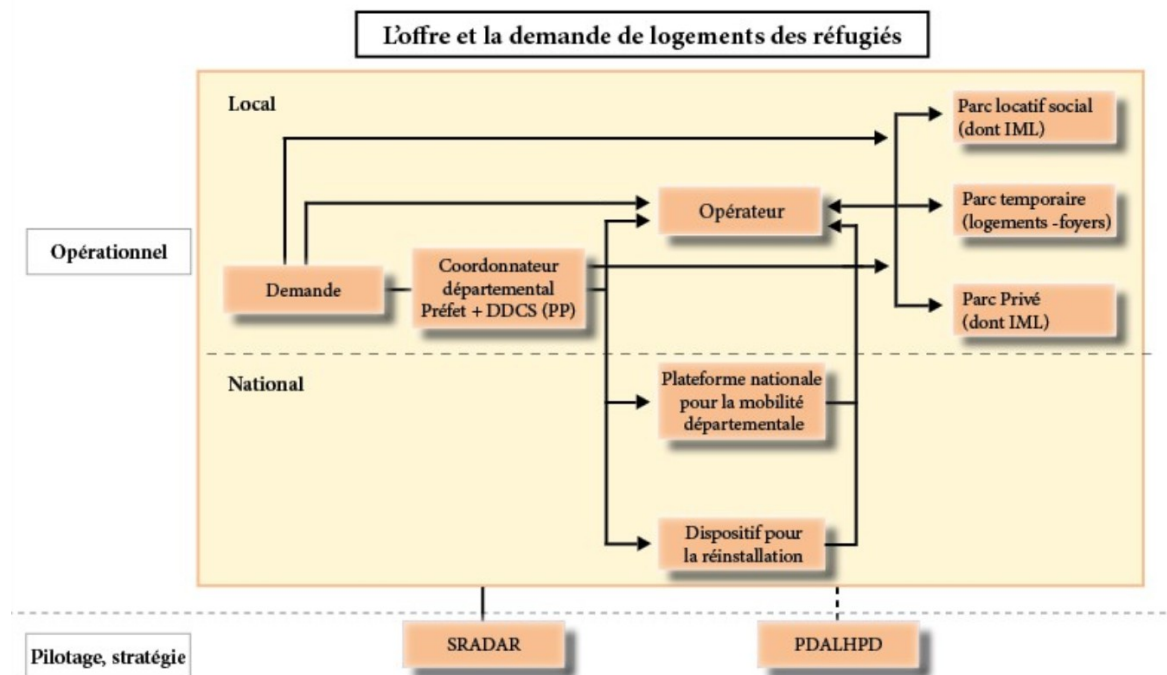 L'offre et la demande de logements des réfugiés
Local
Parc locatif social
(dont IML)
Opérateur
Parc temporaire
(logements -foyers)
Opérationnel
Demande
Coordonnateur
départemental
Préfet + DDCS (PP)
Parc Privé
(dont IML)
National
Plateforme nationale
pour la mobilité
départementale
Dispositif pour
la réinstallation
Pilotage, stratégie
SRADAR
PDALHPD